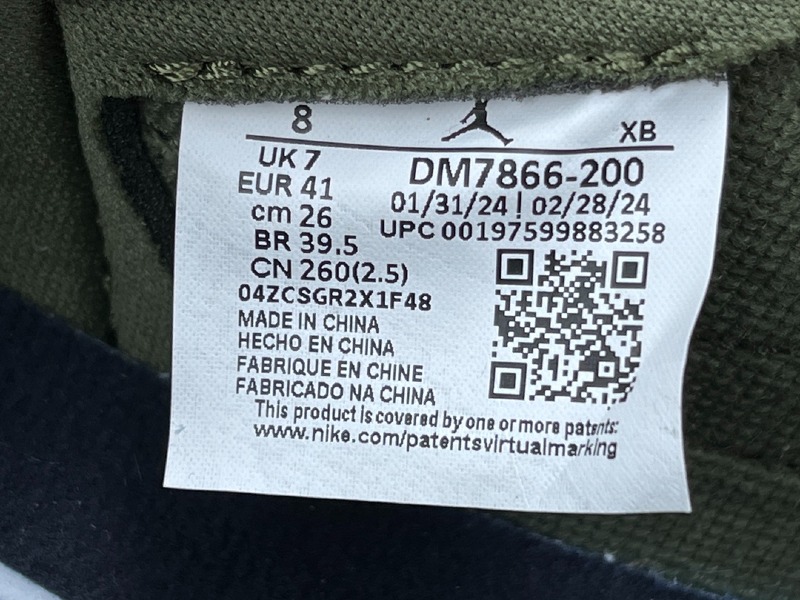 8 XB
UK 7
EUR 41
cm 26
BR 39.5
CN 260(2.5)
DM7866-200
01/31/24 | 02/28/24
UPC 00197599883258
04ZCSGR2X1F48
MADE IN CHINA
HECHO EN CHINA
FABRIQUE EN CHINE
FABRICADO NA CHINA
This product is covered by one or more patents:
www.nike.com/patentsvirtualmarking